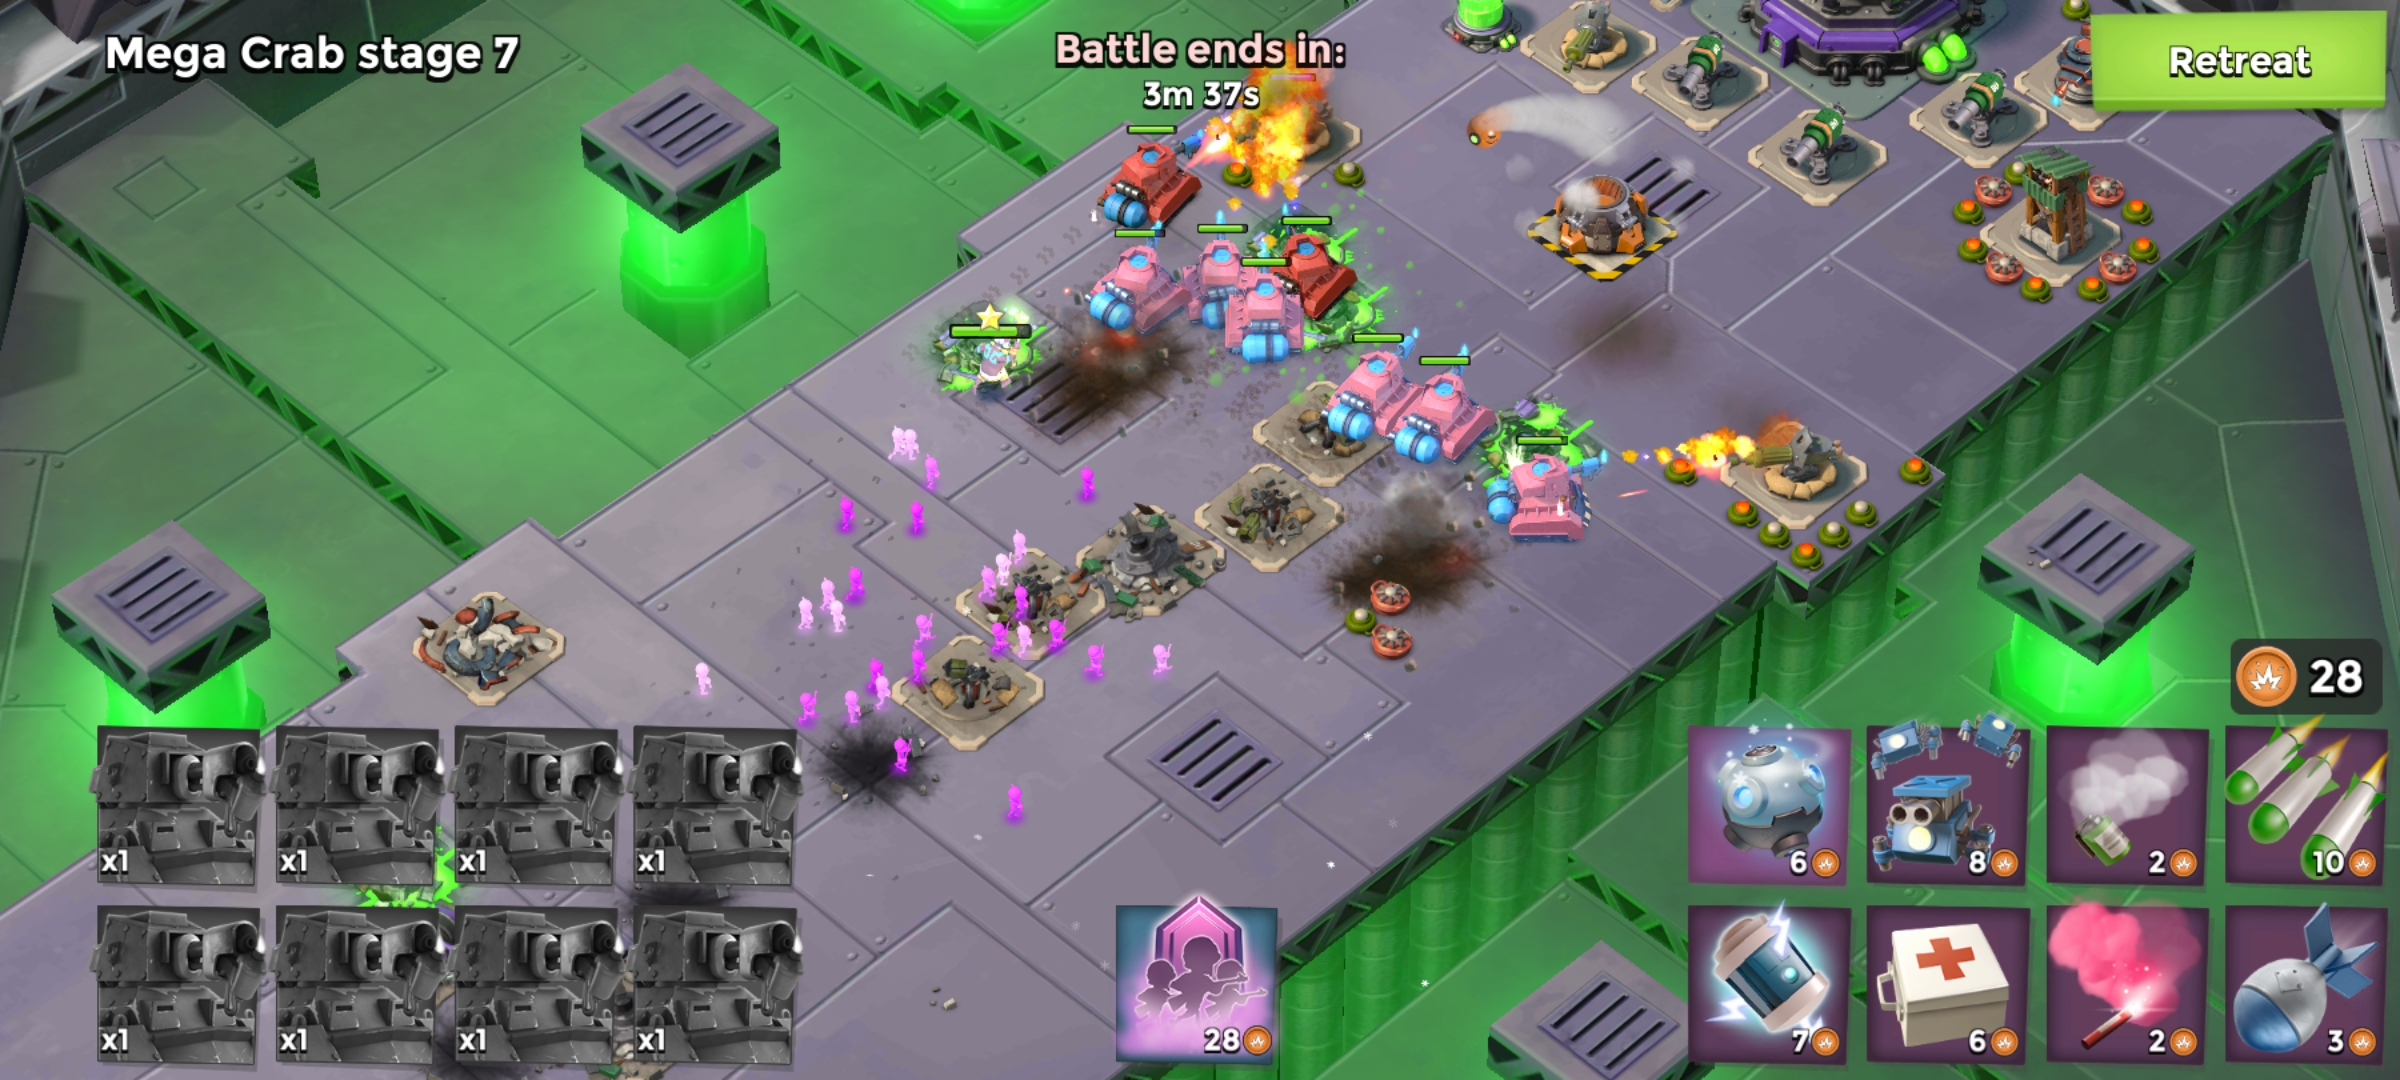 Mega Crab stage 7
Battle ends in:
3m 37s
Retreat
28
x1
x1
x1
x1
6
8
2
10
x1
x1
x1
x1
28
7
6
2
3